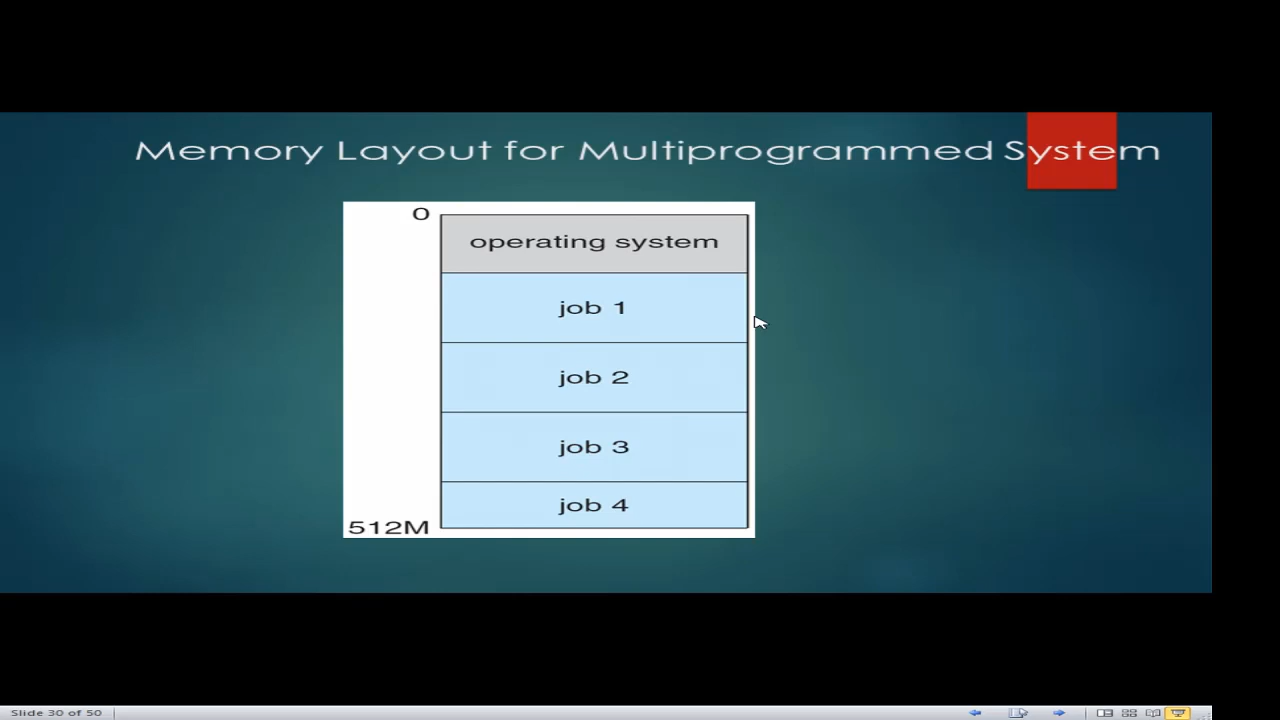 Memory Layout for Multiprogrammed System
0
operating system
job 1
job 2
job 3
job 4
512M
Slide 30 of 50